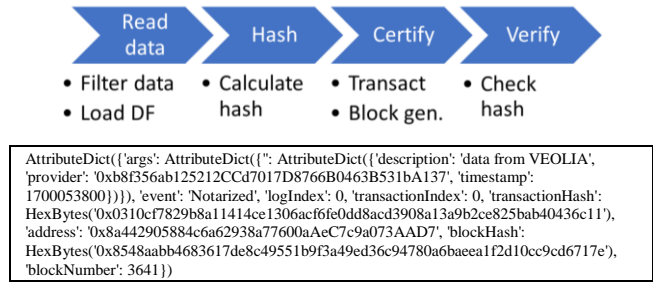 Read data
Hash
Certify
Verify
• Filter data
• Load DF
• Calculate hash
• Transact
• Block gen.
• Check hash
AttributeDict({'args': AttributeDict({'': AttributeDict({'description': 'data from VEOLIA',
'provider': '0xb8f356ab125212CCd7017D8766B0463B531bA137', 'timestamp':
1700053800})}), 'event': 'Notarized', 'logIndex': 0, 'transactionIndex': 0, 'transactionHash':
HexBytes('0x0310cf7829b8a11414ce1306acf6fe0dd8acd3908a13a9b2ce825bab40436c11'),
'address': '0x8a442905884c6a62938a77600aAeC7c9a073AAD7', 'blockHash':
HexBytes('0x8548aabb4683617de8c49551b9f3a49ed36c94780a6baeea1f2d10cc9cd6717e'),
'blockNumber': 3641})